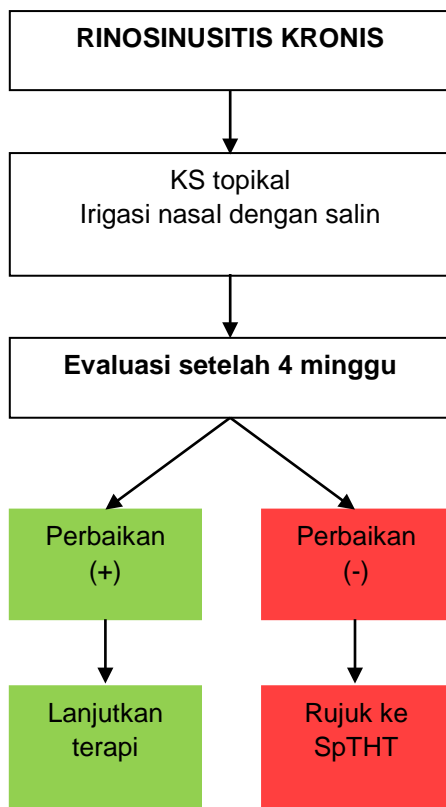 RINOSINUSITIS KRONIS
KS topikal
Irigasi nasal dengan salin
Evaluasi setelah 4 minggu
Perbaikan
(+)
Perbaikan
(-)
Lanjutkan
terapi
Rujuk ke
SpTHT